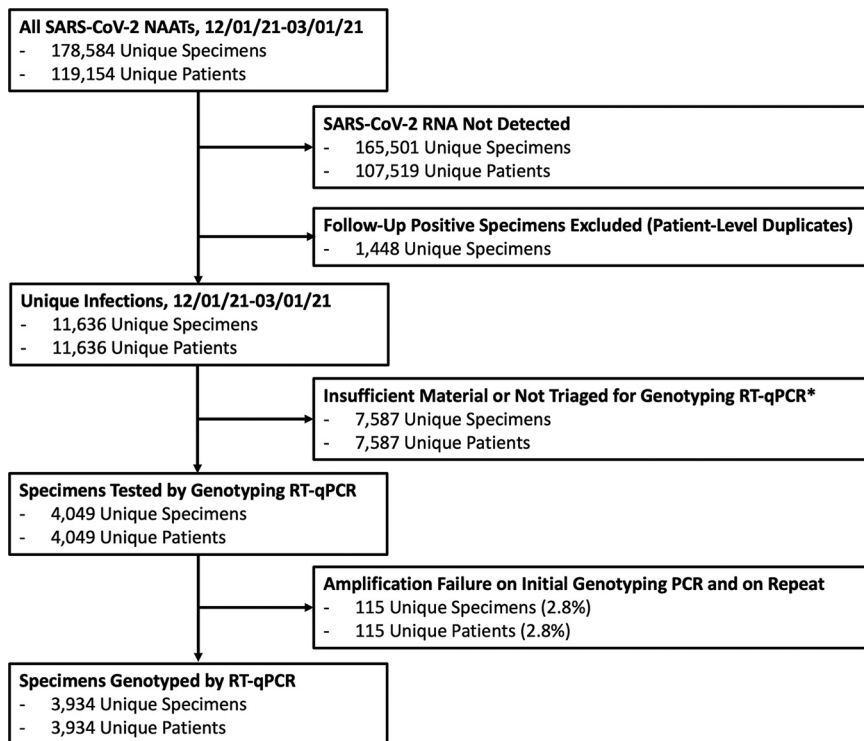 All SARS-CoV-2 NAATs, 12/01/21-03/01/21
- 178,584 Unique Specimens
- 119,154 Unique Patients
SARS-CoV-2 RNA Not Detected
- 165,501 Unique Specimens
- 107,519 Unique Patients
Follow-Up Positive Specimens Excluded (Patient-Level Duplicates)
- 1,448 Unique Specimens
Unique Infections, 12/01/21-03/01/21
- 11,636 Unique Specimens
- 11,636 Unique Patients
Insufficient Material or Not Triaged for Genotyping RT-qPCR*
- 7,587 Unique Specimens
- 7,587 Unique Patients
Specimens Tested by Genotyping RT-qPCR
- 4,049 Unique Specimens
- 4,049 Unique Patients
Amplification Failure on Initial Genotyping PCR and on Repeat
- 115 Unique Specimens (2.8%)
- 115 Unique Patients (2.8%)
Specimens Genotyped by RT-qPCR
- 3,934 Unique Specimens
- 3,934 Unique Patients